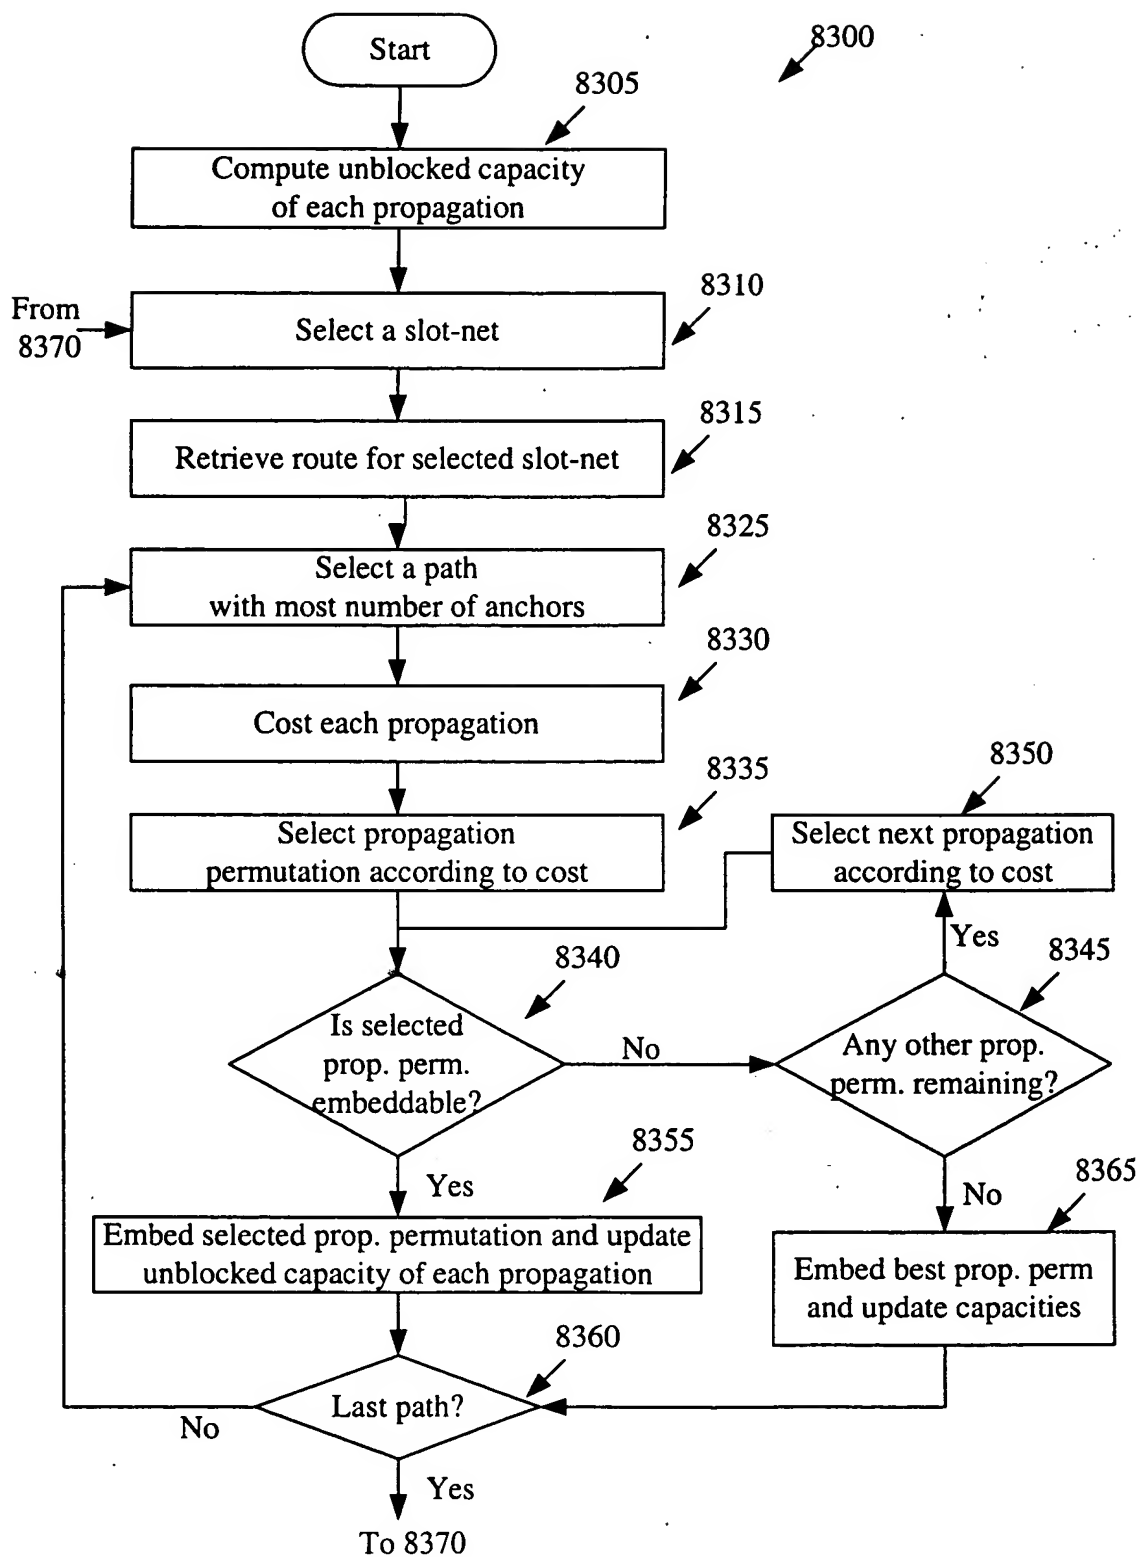 Start
8300
8305
Compute unblocked capacity
of each propagation
From
8370
8310
Select a slot-net
8315
Retrieve route for selected slot-net
8325
Select a path
with most number of anchors
8330
Cost each propagation
8335
Select propagation
permutation according to cost
8350
Select next propagation
according to cost
Yes
8340
Is selected
prop. perm.
embeddable?
No
8345
Any other prop.
perm. remaining?
8355
Yes
Embed selected prop. permutation and update
unblocked capacity of each propagation
No
8365
Embed best prop. perm
and update capacities
8360
Last path?
No
Yes
To 8370